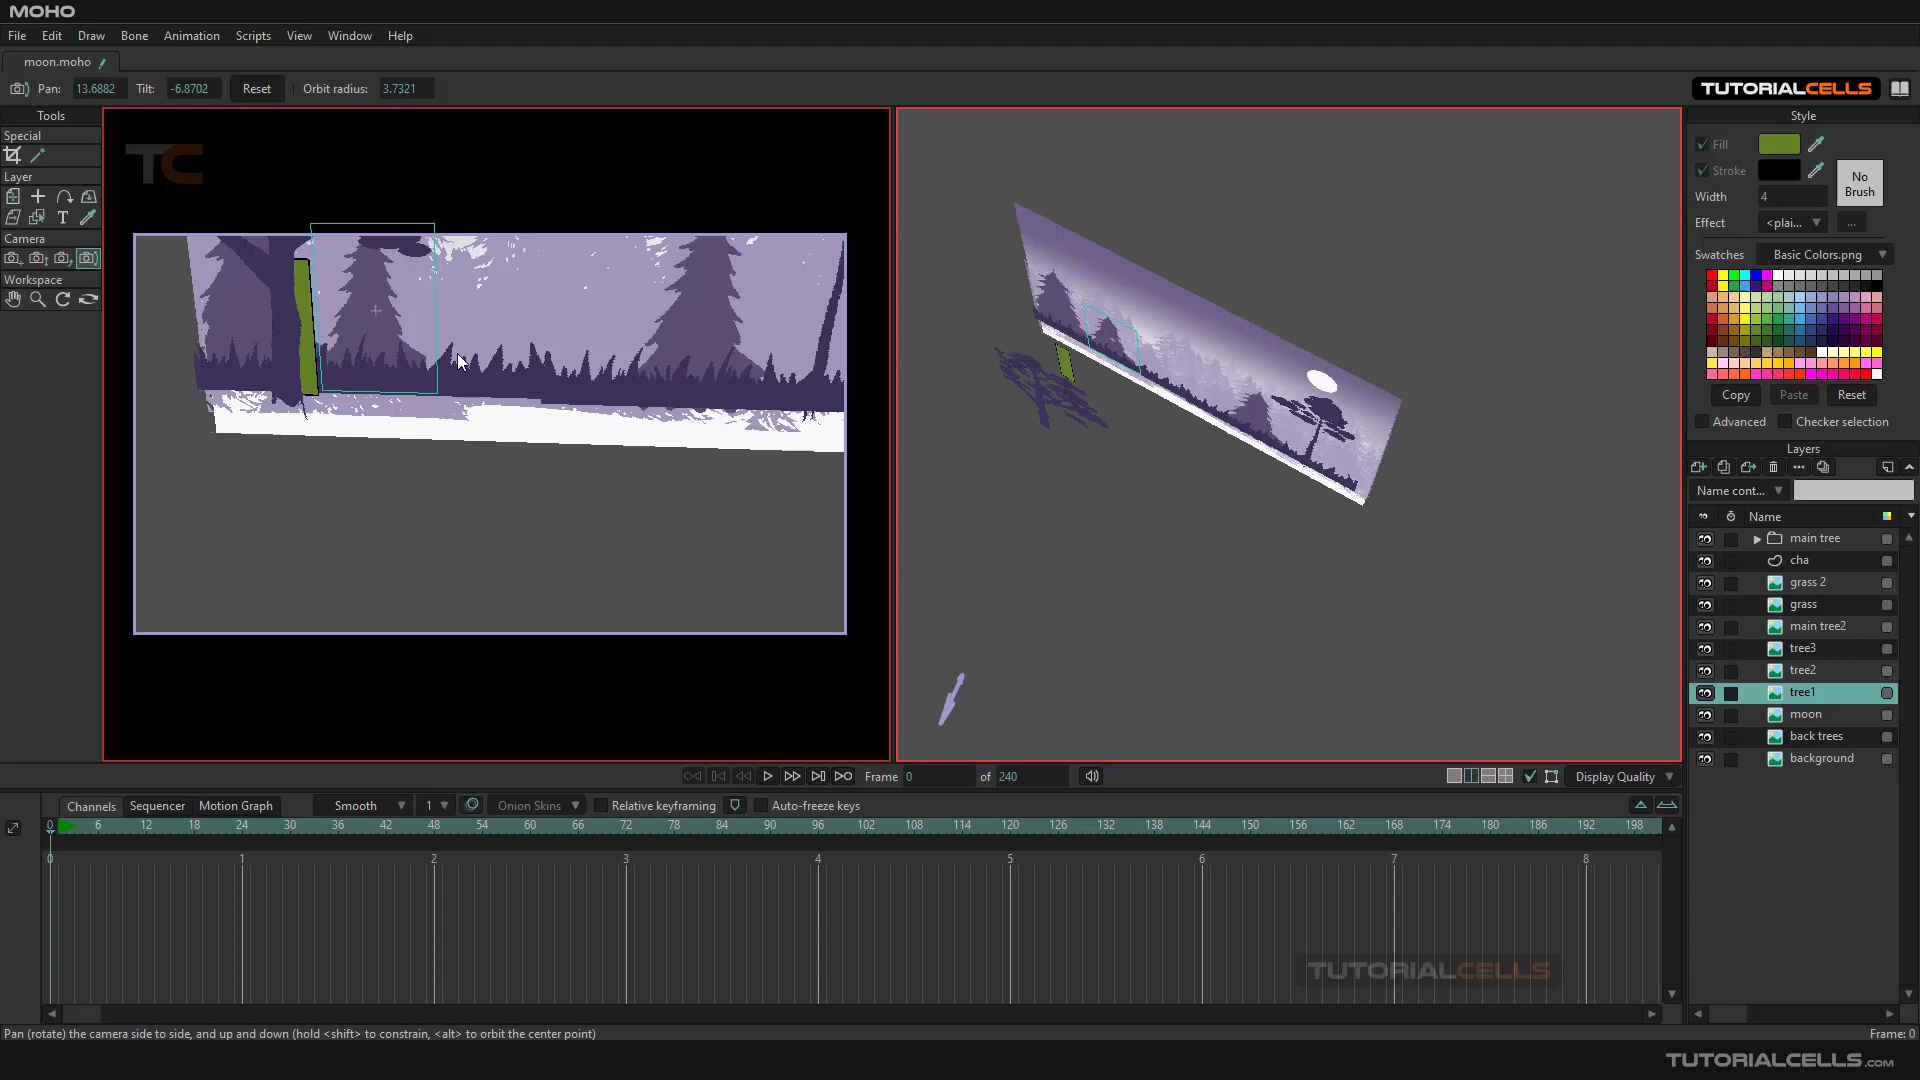 MOHO
File Edit Draw Bone Animation Scripts View Window Help
moon.moho
Pan: 13.6882 Tilt: -6.8702 Reset Orbit radius: 3.7321
TUTORIALCELLS
Tools
Special
Layer
T
Camera
Workspace
TC
Style
Fill
Stroke
No
Brush
Width 4
Effect <plai... ...
Swatches Basic Colors.png
Copy Paste Reset
Advanced Checker selection
Layers
Name cont...
Name
main tree
cha
grass 2
grass
main tree2
tree3
tree2
tree1
moon
back trees
background
Frame 0 of 240 Display Quality
Channels Sequencer Motion Graph Smooth 1 Onion Skins Relative keyframing Auto-freeze keys
0 6 12 18 24 30 36 42 48 54 60 66 72 78 84 90 96 102 108 114 120 126 132 138 144 150 156 162 168 174 180 186 192 198
0 1 2 3 4 5 6 7 8
TUTORIALCELLS
Pan (rotate) the camera side to side, and up and down (hold <shift> to constrain, <alt> to orbit the center point) Frame: 0
TUTORIALCELLS.COM